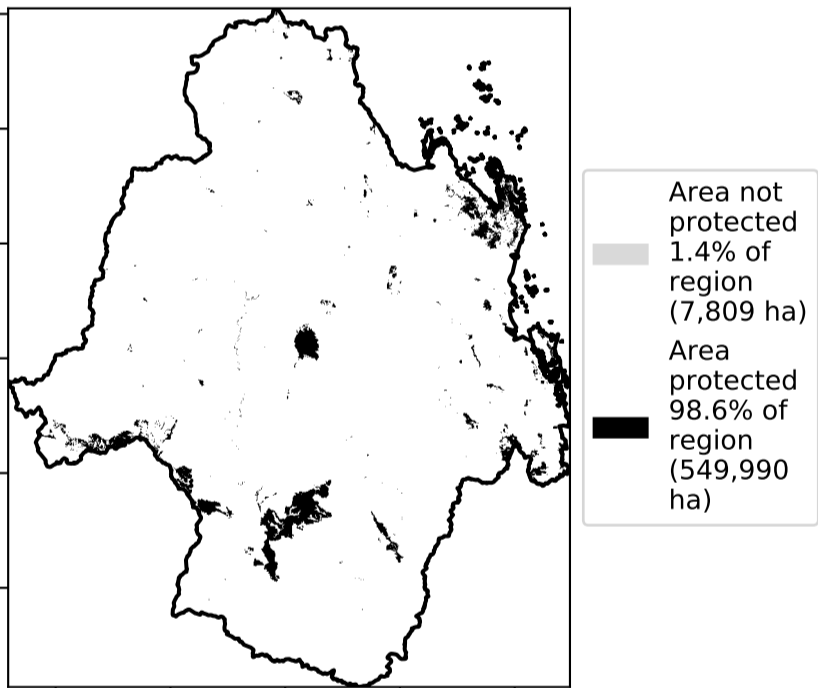 Area not
protected
1.4% of
region
(7,809 ha)
Area
protected
98.6% of
region
(549,990
ha)